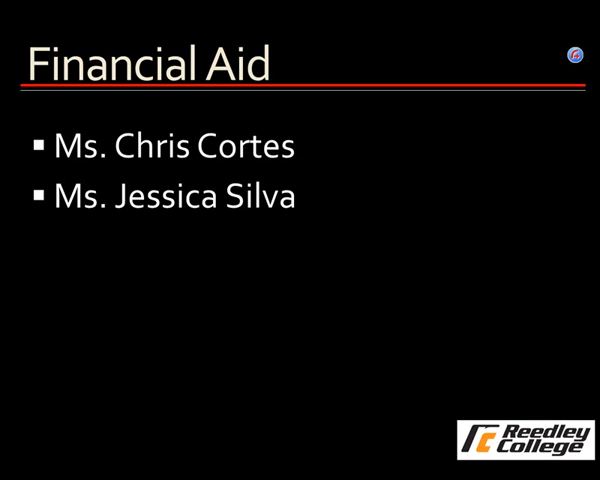 Financial Aid
Ms. Chris Cortes
Ms. Jessica Silva
Reedley
College